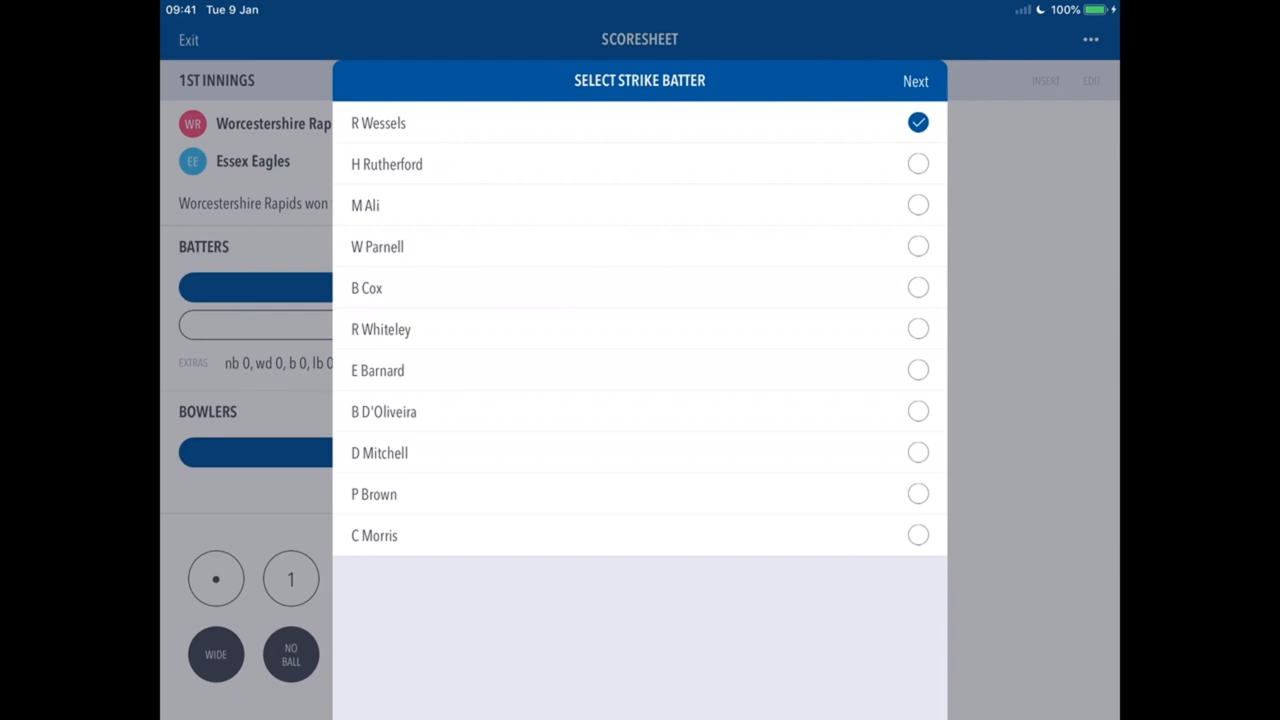 09:41 Tue 9 Jan 100%
Exit SCORESHEET
1ST INNINGS SELECT STRIKE BATTER Next INSERT EDIT
WR Worcestershire Rap
EE Essex Eagles
Worcestershire Rapids won
BATTERS
EXTRAS nb 0, wd 0, b 0, lb 0
BOWLERS
1
WIDE
NO
BALL
R Wessels
H Rutherford
M Ali
W Parnell
B Cox
R Whiteley
E Barnard
B D'Oliveira
D Mitchell
P Brown
C Morris